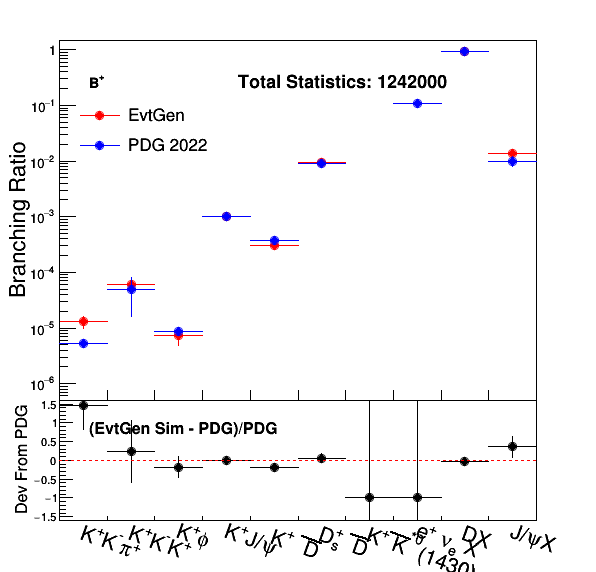 B⁺
Total Statistics: 1242000
EvtGen
PDG 2022
Branching Ratio
1
10⁻¹
10⁻²
10⁻³
10⁻⁴
10⁻⁵
10⁻⁶
(EvtGen Sim - PDG)/PDG
Dev From PDG
1.5
1
0.5
0
−0.5
−1
−1.5
K⁺K⁻π⁺
K⁺K⁻K⁺
K⁺φ
K⁺J/ψ
K⁺ D̅
D⁺ₛ D̅
(1430)
e⁺ νₑ X
DX
J/ψX